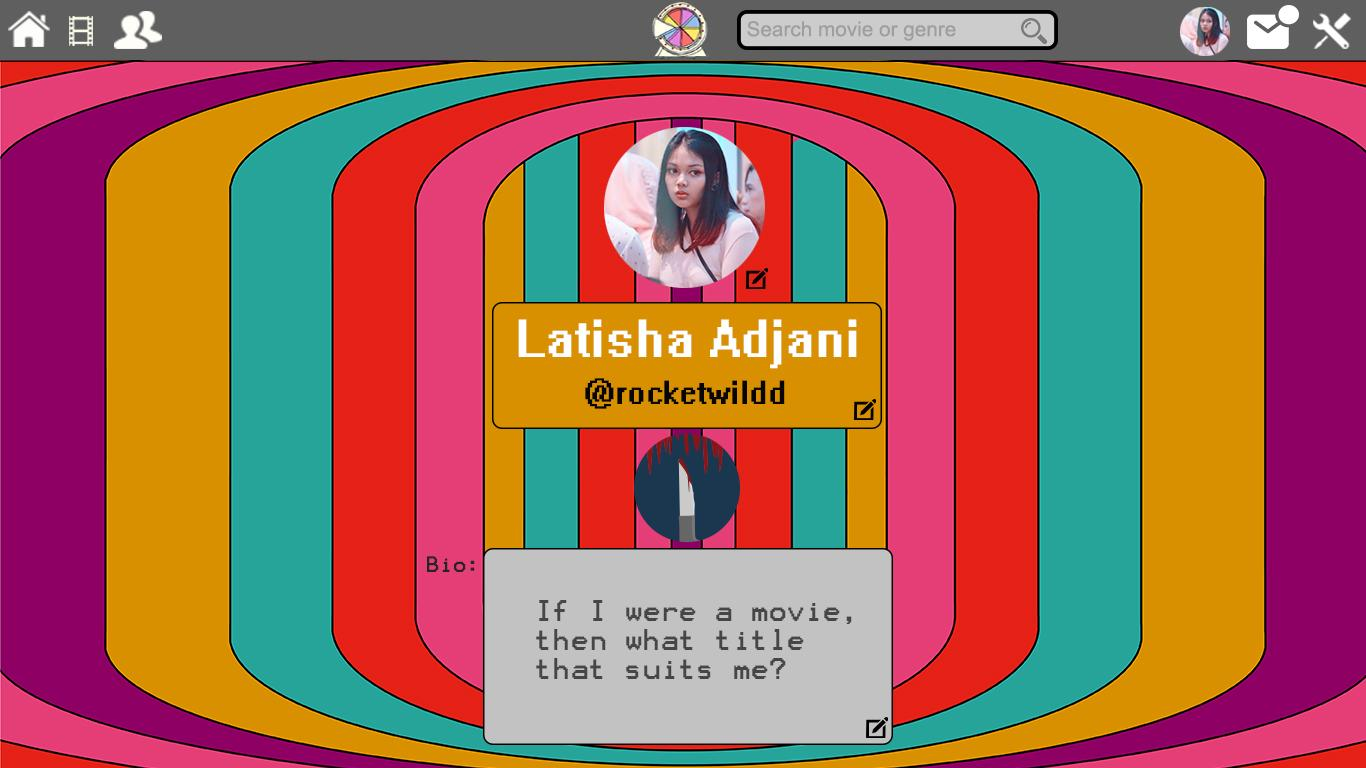 Search movie or genre
Latisha Adjani
@rocketwildd
Bio:
If I were a movie,
then what title
that suits me?